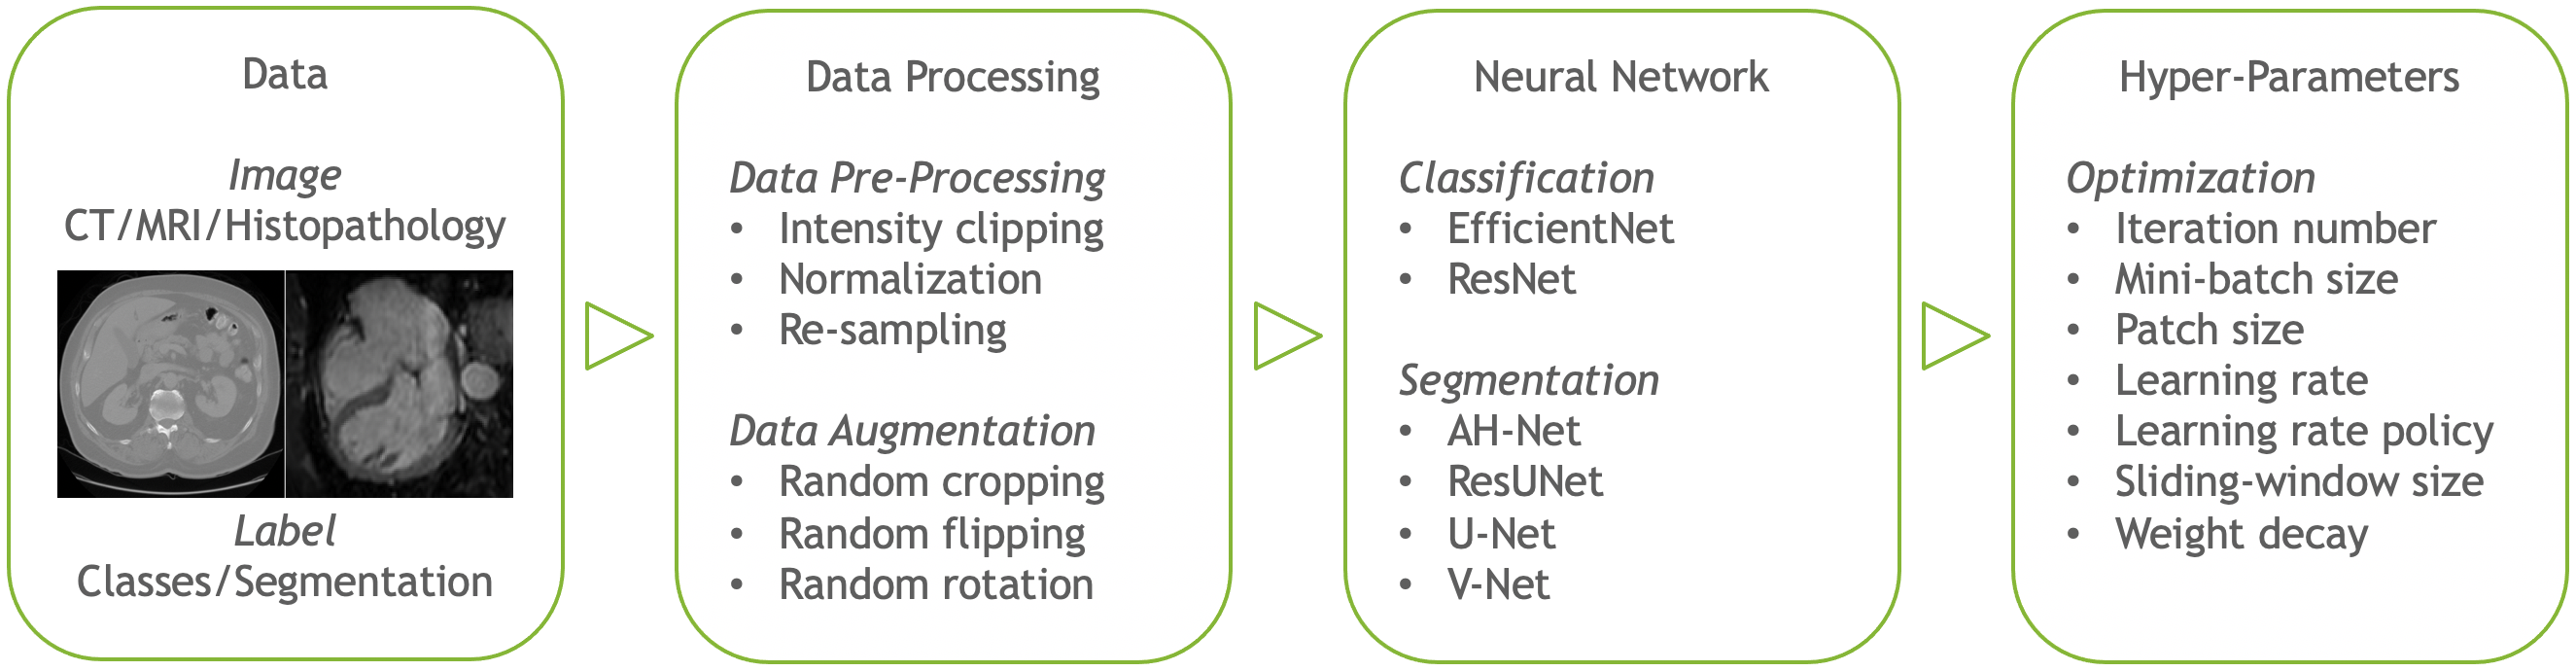 Data
Image
CT/MRI/Histopathology
Label
Classes/Segmentation
Data Processing
Data Pre-Processing
• Intensity clipping
• Normalization
• Re-sampling
Data Augmentation
• Random cropping
• Random flipping
• Random rotation
Neural Network
Classification
• EfficientNet
• ResNet
Segmentation
• AH-Net
• ResUNet
• U-Net
• V-Net
Hyper-Parameters
Optimization
• Iteration number
• Mini-batch size
• Patch size
• Learning rate
• Learning rate policy
• Sliding-window size
• Weight decay